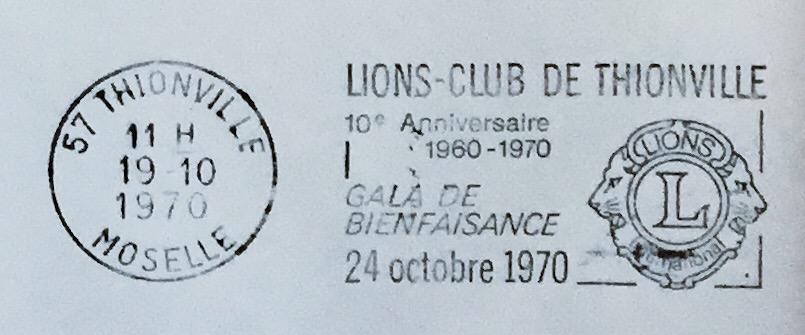 57 THIONVILLE
11 H
19-10
1970
MOSELLE
LIONS-CLUB DE THIONVILLE
10e Anniversaire
1960-1970
GALA DE
BIENFAISANCE
24 octobre 1970
LIONS
L
International